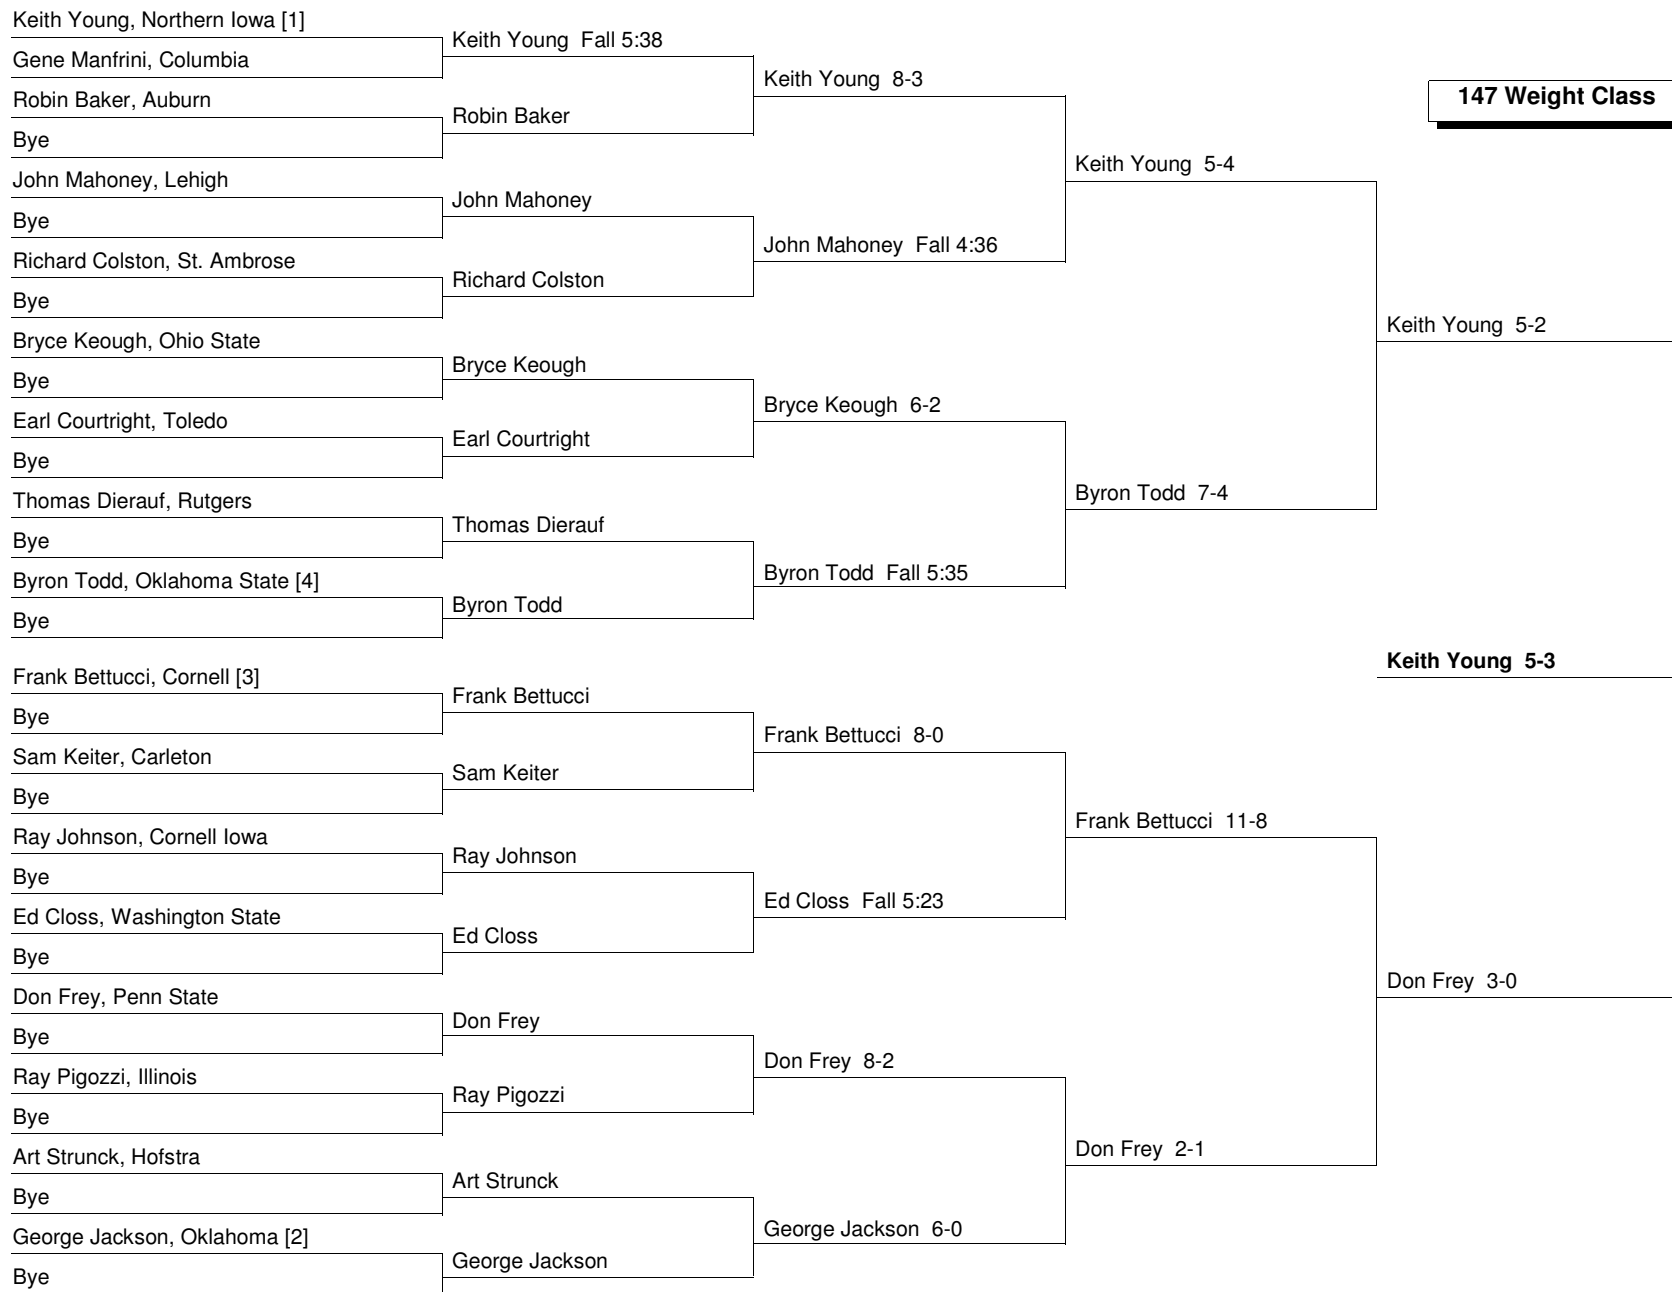 Keith Young, Northern Iowa [1]
Gene Manfrini, Columbia
Robin Baker, Auburn
Bye
John Mahoney, Lehigh
Bye
Richard Colston, St. Ambrose
Bye
Bryce Keough, Ohio State
Bye
Earl Courtright, Toledo
Bye
Thomas Dierauf, Rutgers
Bye
Byron Todd, Oklahoma State [4]
Bye
Frank Bettucci, Cornell [3]
Bye
Sam Keiter, Carleton
Bye
Ray Johnson, Cornell Iowa
Bye
Ed Closs, Washington State
Bye
Don Frey, Penn State
Bye
Ray Pigozzi, Illinois
Bye
Art Strunck, Hofstra
Bye
George Jackson, Oklahoma [2]
Bye
Keith Young  Fall 5:38
Robin Baker
John Mahoney
Richard Colston
Bryce Keough
Earl Courtright
Thomas Dierauf
Byron Todd
Frank Bettucci
Sam Keiter
Ray Johnson
Ed Closs
Don Frey
Ray Pigozzi
Art Strunck
George Jackson
Keith Young  8-3
John Mahoney  Fall 4:36
Bryce Keough  6-2
Byron Todd  Fall 5:35
Frank Bettucci  8-0
Ed Closs  Fall 5:23
Don Frey  8-2
George Jackson  6-0
Keith Young  5-4
Byron Todd  7-4
Frank Bettucci  11-8
Don Frey  2-1
147 Weight Class
Keith Young  5-2
Keith Young  5-3
Don Frey  3-0